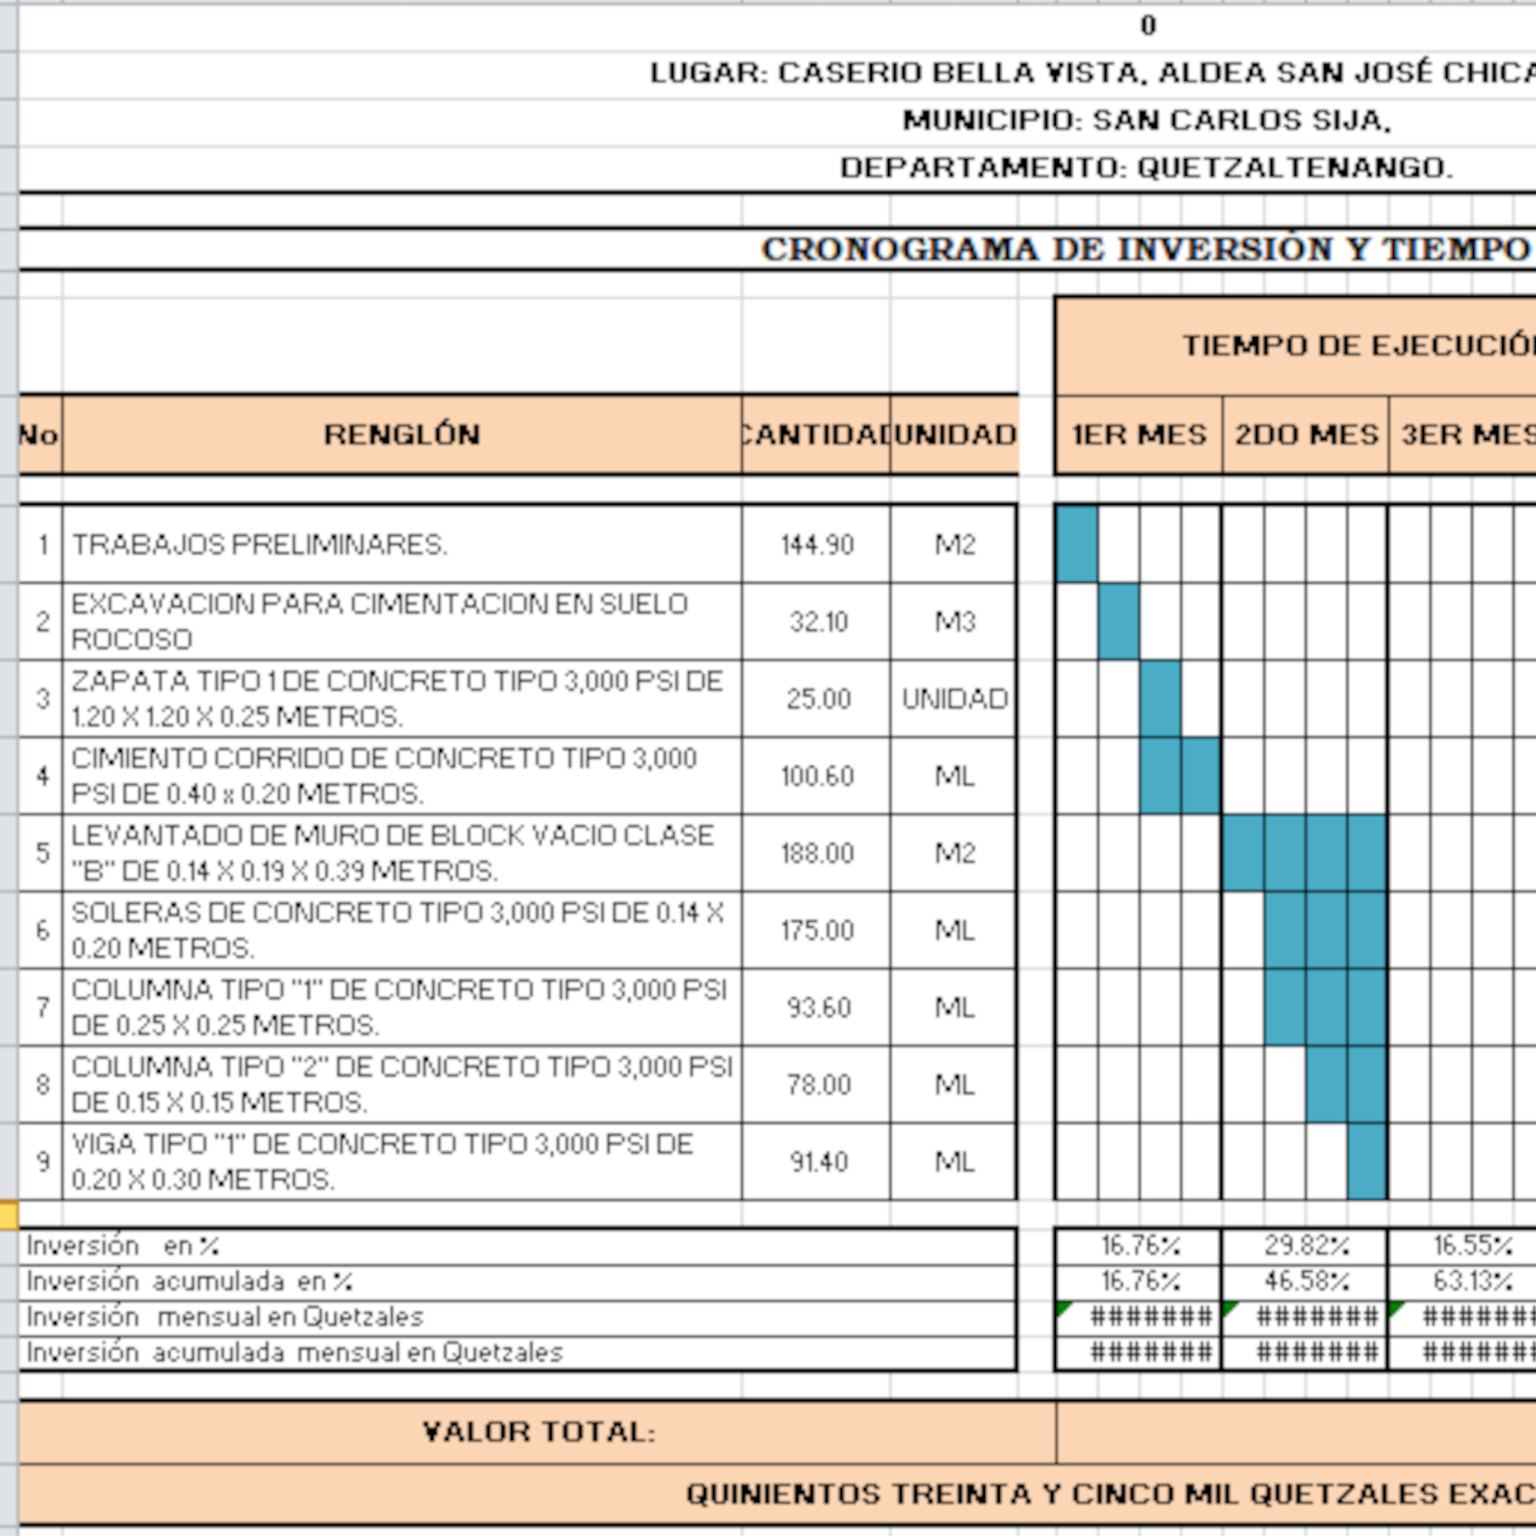 0
LUGAR: CASERIO BELLA VISTA, ALDEA SAN JOSÉ CHICA
MUNICIPIO: SAN CARLOS SIJA,
DEPARTAMENTO: QUETZALTENANGO.
CRONOGRAMA DE INVERSIÓN Y TIEMPO
TIEMPO DE EJECUCIÓN
No RENGLÓN CANTIDAD UNIDAD 1ER MES 2DO MES 3ER MES
1 TRABAJOS PRELIMINARES. 144.90 M2
2 EXCAVACION PARA CIMENTACION EN SUELO
ROCOSO 32.10 M3
3 ZAPATA TIPO 1 DE CONCRETO TIPO 3,000 PSI DE
1.20 X 1.20 X 0.25 METROS. 25.00 UNIDAD
4 CIMIENTO CORRIDO DE CONCRETO TIPO 3,000
PSI DE 0.40 x 0.20 METROS. 100.60 ML
5 LEVANTADO DE MURO DE BLOCK VACIO CLASE
"B" DE 0.14 X 0.19 X 0.39 METROS. 188.00 M2
6 SOLERAS DE CONCRETO TIPO 3,000 PSI DE 0.14 X
0.20 METROS. 175.00 ML
7 COLUMNA TIPO "1" DE CONCRETO TIPO 3,000 PSI
DE 0.25 X 0.25 METROS. 93.60 ML
8 COLUMNA TIPO "2" DE CONCRETO TIPO 3,000 PSI
DE 0.15 X 0.15 METROS. 78.00 ML
9 VIGA TIPO "1" DE CONCRETO TIPO 3,000 PSI DE
0.20 X 0.30 METROS. 91.40 ML
Inversión en % 16.76% 29.82% 16.55%
Inversión acumulada en % 16.76% 46.58% 63.13%
Inversión mensual en Quetzales ####### ####### #######
Inversión acumulada mensual en Quetzales ####### ####### #######
VALOR TOTAL:
QUINIENTOS TREINTA Y CINCO MIL QUETZALES EXAC